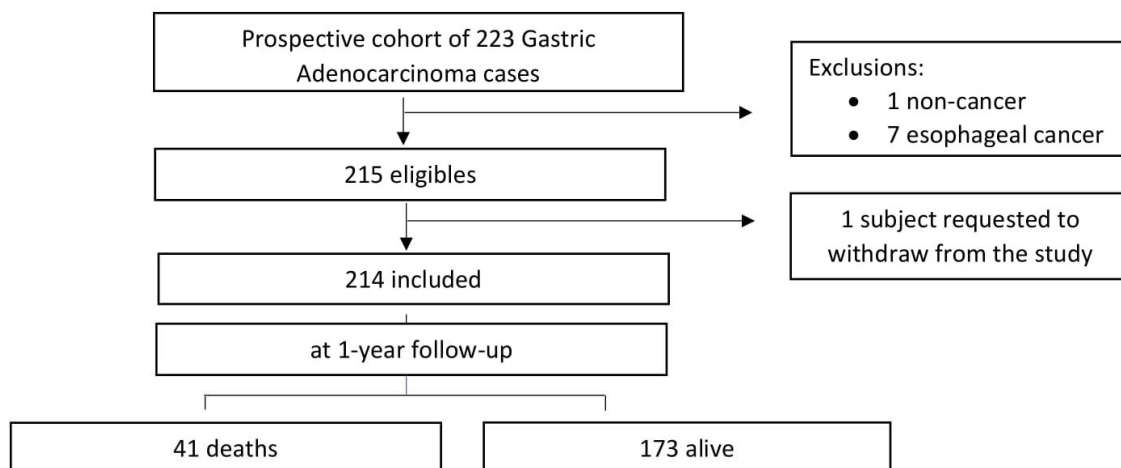 Prospective cohort of 223 Gastric
Adenocarcinoma cases
Exclusions:
• 1 non-cancer
• 7 esophageal cancer
215 eligibles
1 subject requested to
withdraw from the study
214 included
at 1-year follow-up
41 deaths
173 alive